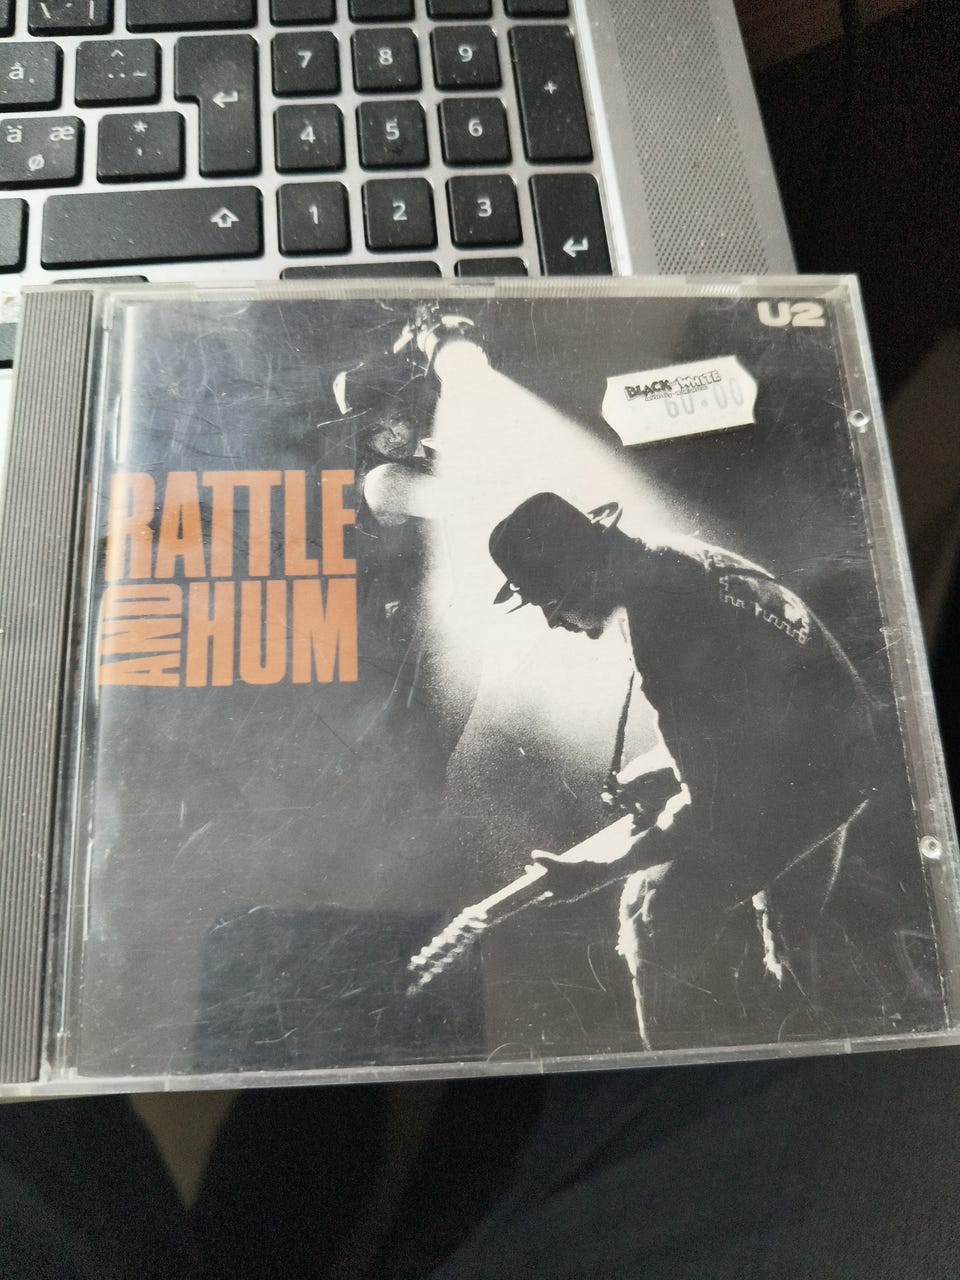 å
^
7
8
9
+
ä æ
ø
*
'
4
5
6
1
2
3
U2
BLACK WHITE
60.00
RATTLE
AND HUM